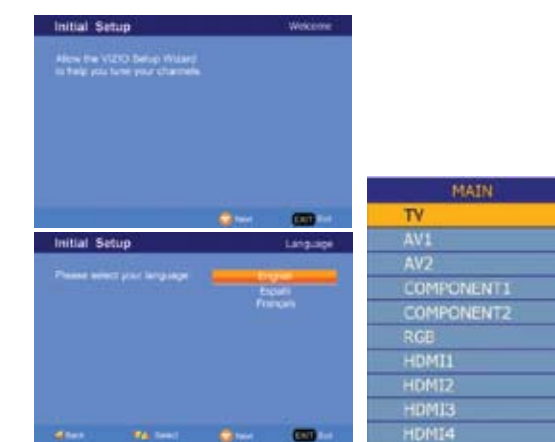 Initial Setup Welcome
Allow the VIZIO Setup Wizard
to help you tune your channels.
Next EXIT Exit
Initial Setup Language
Please select your language
English
Español
Français
Back Select Next EXIT Exit
MAIN
TV
AV1
AV2
COMPONENT1
COMPONENT2
RGB
HDMI1
HDMI2
HDMI3
HDMI4